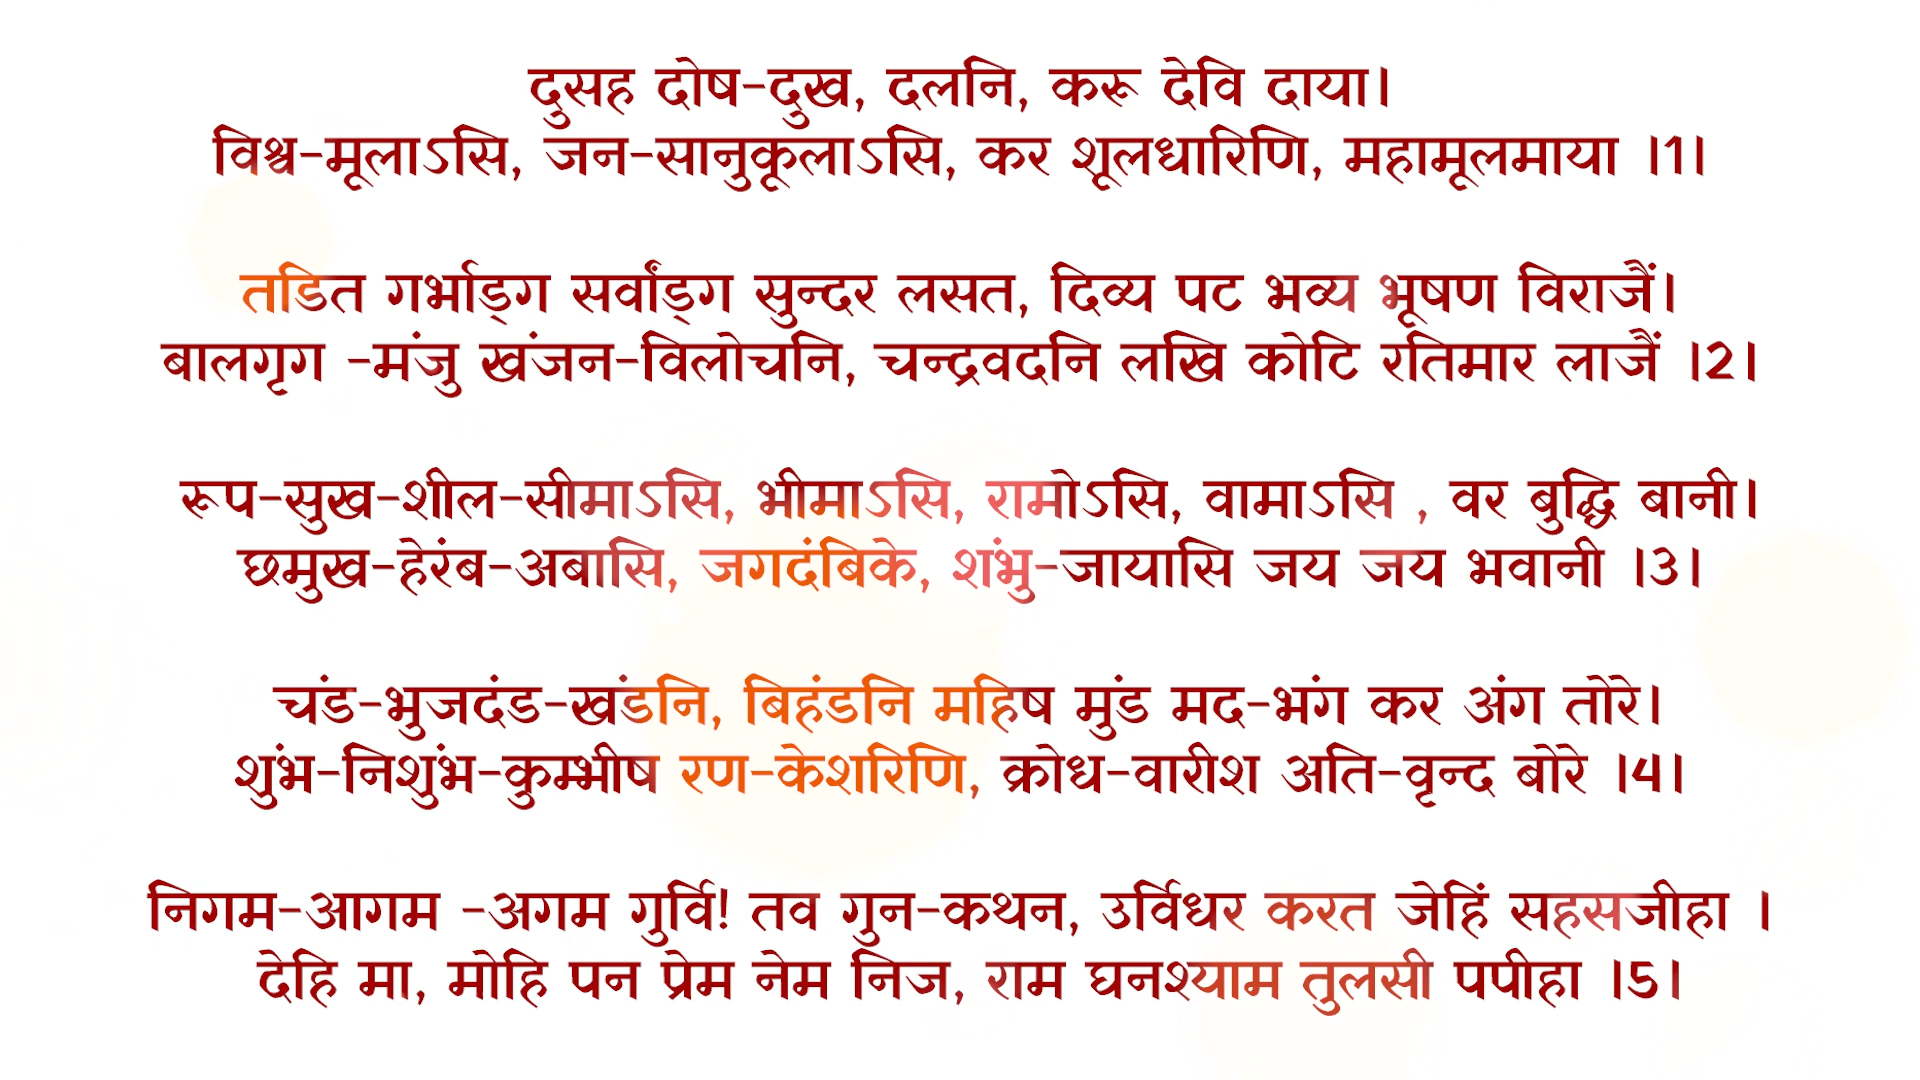 दुसह दोष-दुख, दलनि, करू देवि दाया।
विश्व-मूलाऽसि, जन-सानुकूलाऽसि, कर शूलधारिणि, महामूलमाया ।1।
तडित गर्भाङ्ग सर्वांङ्ग सुन्दर लसत, दिव्य पट भव्य भूषण विराजैं।
बालगृग -मंजु खंजन-विलोचनि, चन्द्रवदनि लखि कोटि रतिमार लाजैं ।2।
रूप-सुख-शील-सीमाऽसि, भीमाऽसि, रामोऽसि, वामाऽसि , वर बुद्धि बानी।
छमुख-हेरंब-अबासि, जगदंबिके, शंभु-जायासि जय जय भवानी ।3।
चंड-भुजदंड-खंडनि, बिहंडनि महिष मुंड मद-भंग कर अंग तोरे।
शुंभ-निशुंभ-कुम्भीष रण-केशरिणि, क्रोध-वारीश अति-वृन्द बोरे ।4।
निगम-आगम -अगम गुर्वि! तव गुन-कथन, उर्विधर करत जेहिं सहसजीहा ।
देहि मा, मोहि पन प्रेम नेम निज, राम घनश्याम तुलसी पपीहा ।5।